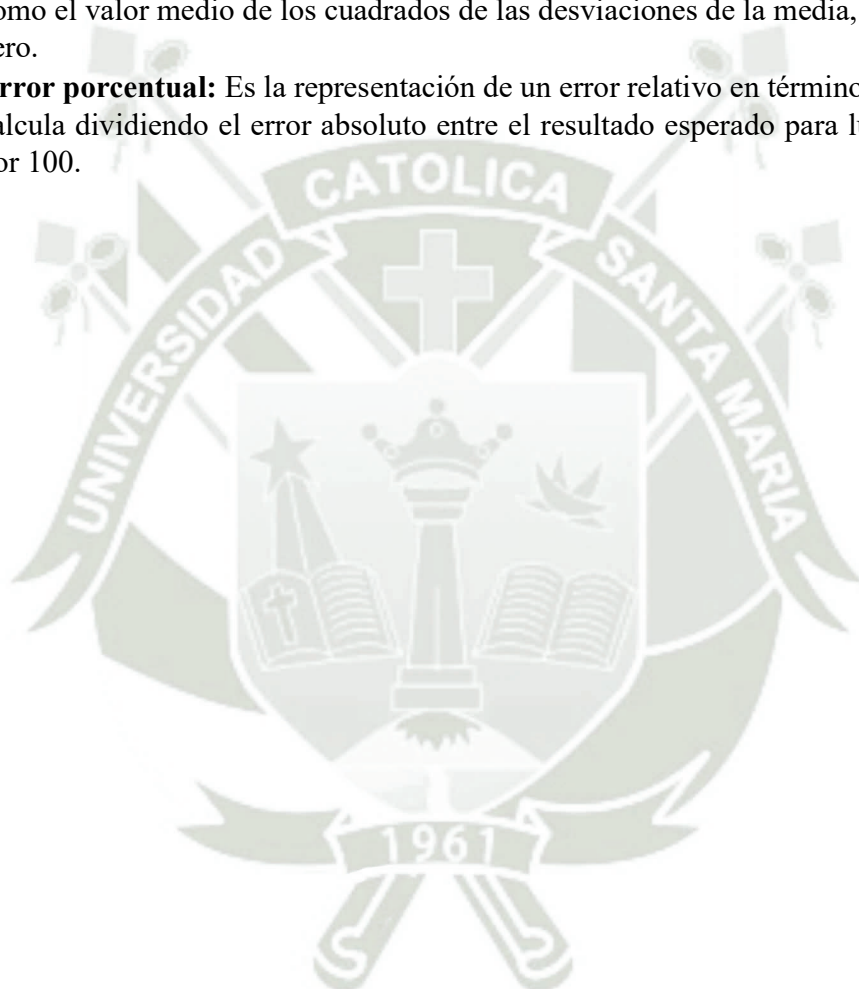 omo el valor medio de los cuadrados de las desviaciones de la media,
ero.
rror porcentual: Es la representación de un error relativo en término
alcula dividiendo el error absoluto entre el resultado esperado para l
or 100.
UNIVERSIDAD CATOLICA SANTA MARIA
1961